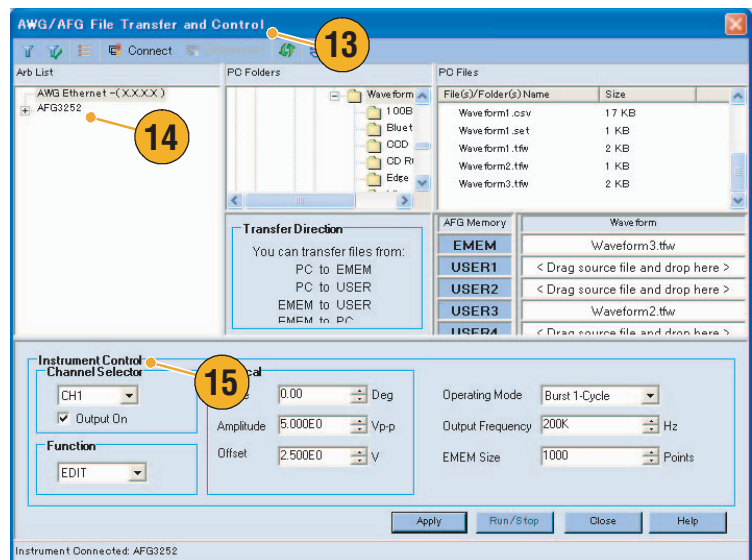 AWG/AFG File Transfer and Control
13
Connect
Arb List
AWG Ethernet -(X.X.X.X)
AFG3252
14
PC Folders
Waveform
100B
Bluet
CCD
CD R
Edge
PC Files
File(s)/Folder(s) Name Size
Waveform1.csv 17 KB
Waveform1.set 1 KB
Waveform1.tfw 2 KB
Waveform2.tfw 1 KB
Waveform3.tfw 2 KB
Transfer Direction
You can transfer files from:
PC to EMEM
PC to USER
EMEM to USER
EMEM to PC
AFG Memory Waveform
EMEM Waveform3.tfw
USER1 < Drag source file and drop here >
USER2 < Drag source file and drop here >
USER3 Waveform2.tfw
USER4 < Drag source file and drop here >
Instrument Control
15
Channel Selector
CH1
Output On
Function
EDIT
0.00 Deg
Amplitude 5.000E0 Vp-p
Offset 2.500E0 V
Operating Mode Burst 1-Cycle
Output Frequency 200K Hz
EMEM Size 1000 Points
Apply Run/Stop Close Help
Instrument Connected: AFG3252